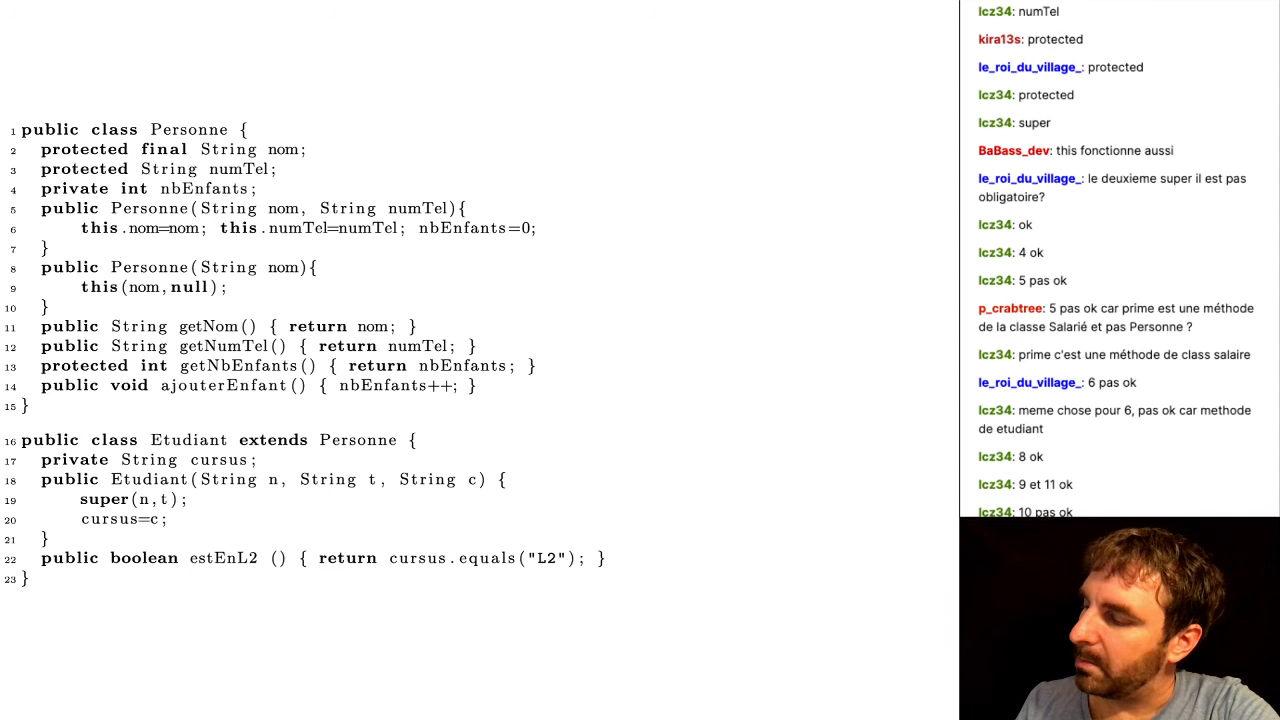 1 public class Personne {
2 protected final String nom;
3 protected String numTel;
4 private int nbEnfants;
5 public Personne(String nom, String numTel){
6 this.nom=nom; this.numTel=numTel; nbEnfants=0;
7 }
8 public Personne(String nom){
9 this(nom,null);
10 }
11 public String getNom() { return nom; }
12 public String getNumTel() { return numTel; }
13 protected int getNbEnfants() { return nbEnfants; }
14 public void ajouterEnfant() { nbEnfants++; }
15 }
16 public class Etudiant extends Personne {
17 private String cursus;
18 public Etudiant(String n, String t, String c) {
19 super(n,t);
20 cursus=c;
21 }
22 public boolean estEnL2 () { return cursus.equals("L2"); }
23 }
lcz34: numTel
kira13s: protected
le_roi_du_village_: protected
lcz34: protected
lcz34: super
BaBass_dev: this fonctionne aussi
le_roi_du_village_: le deuxieme super il est pas
obligatoire?
lcz34: ok
lcz34: 4 ok
lcz34: 5 pas ok
p_crabtree: 5 pas ok car prime est une méthode
de la classe Salarié et pas Personne ?
lcz34: prime c'est une méthode de class salaire
le_roi_du_village_: 6 pas ok
lcz34: meme chose pour 6, pas ok car methode
de etudiant
lcz34: 8 ok
lcz34: 9 et 11 ok
lcz34: 10 pas ok